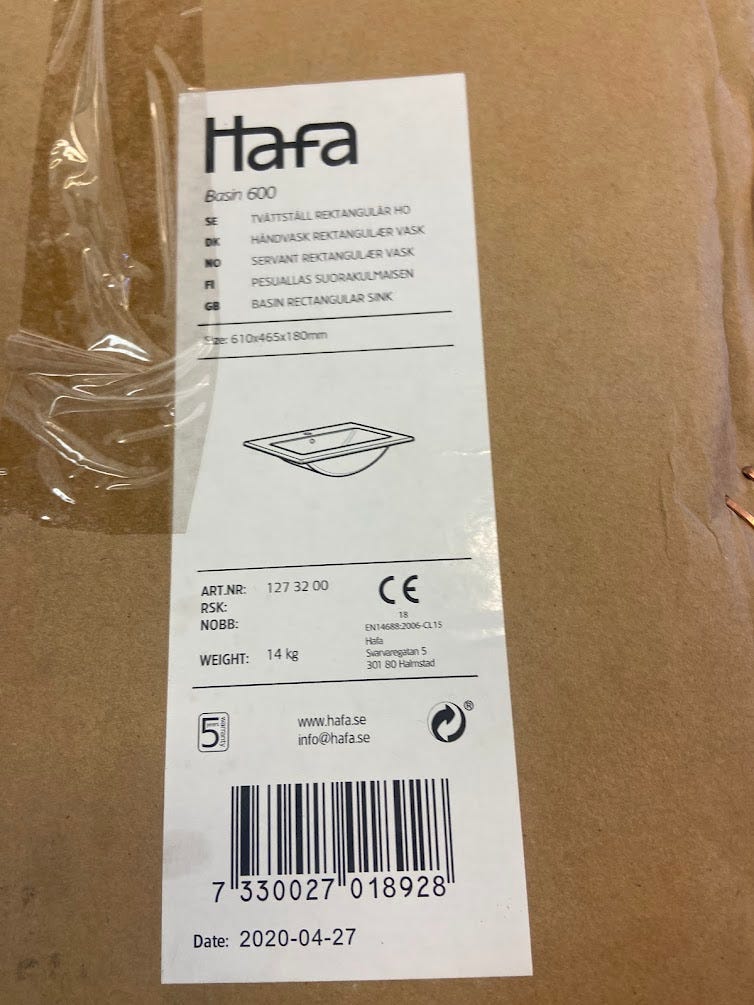 Hafa
Basin 600
SE TVÄTTSTÄLL REKTANGULÄR HO
DK HÅNDVASK REKTANGULÆR VASK
NO SERVANT REKTANGULÆR VASK
FI PESUALLAS SUORAKULMAISEN
GB BASIN RECTANGULAR SINK
Size: 610x465x180mm
ART.NR: 127 32 00
RSK:
NOBB:
WEIGHT: 14 kg
CE
18
EN14688:2006-CL15
Hafa
Svarvaregatan 5
301 80 Halmstad
5 years warranty
www.hafa.se
info@hafa.se
®
7 330027 018928
Date: 2020-04-27